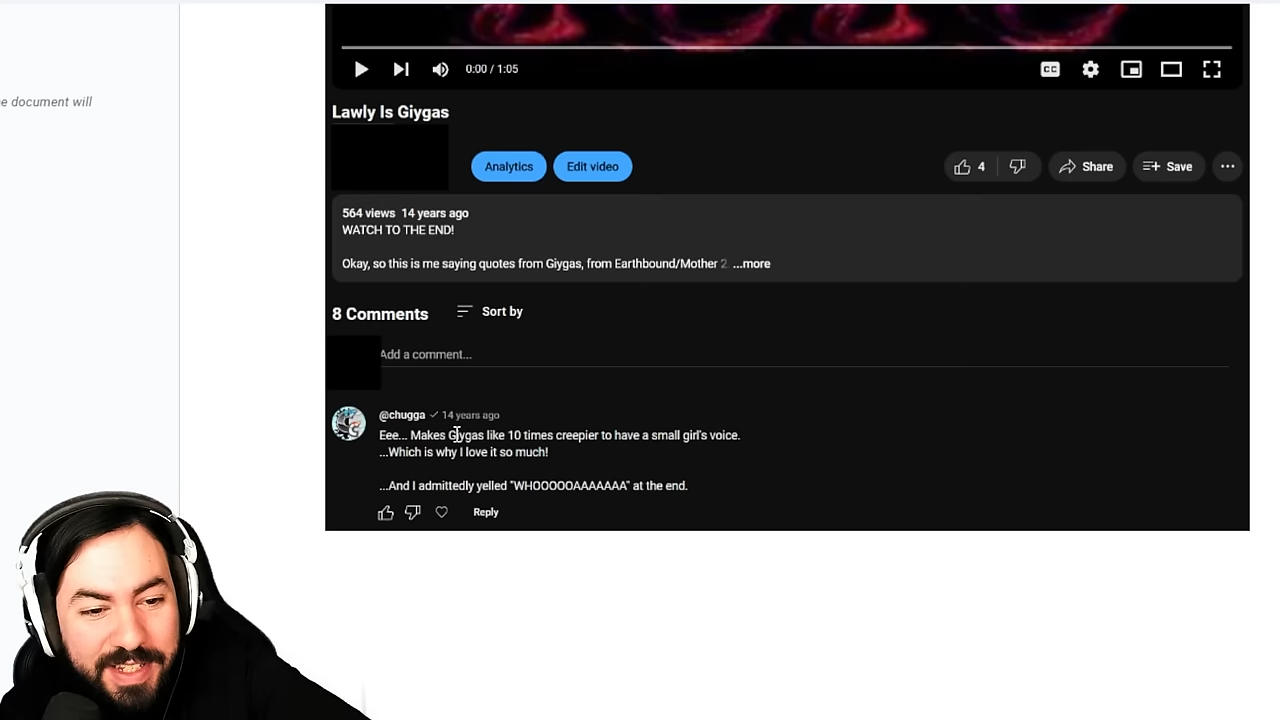 e document will
0:00 / 1:05
CC
Lawly Is Giygas
Analytics
Edit video
4
Share
Save
564 views 14 years ago
WATCH TO THE END!
Okay, so this is me saying quotes from Giygas, from Earthbound/Mother 2 ...more
8 Comments
Sort by
Add a comment...
@chugga 14 years ago
Eee... Makes Giygas like 10 times creepier to have a small girl's voice.
...Which is why I love it so much!
...And I admittedly yelled "WHOOOOOAAAAAAA" at the end.
Reply